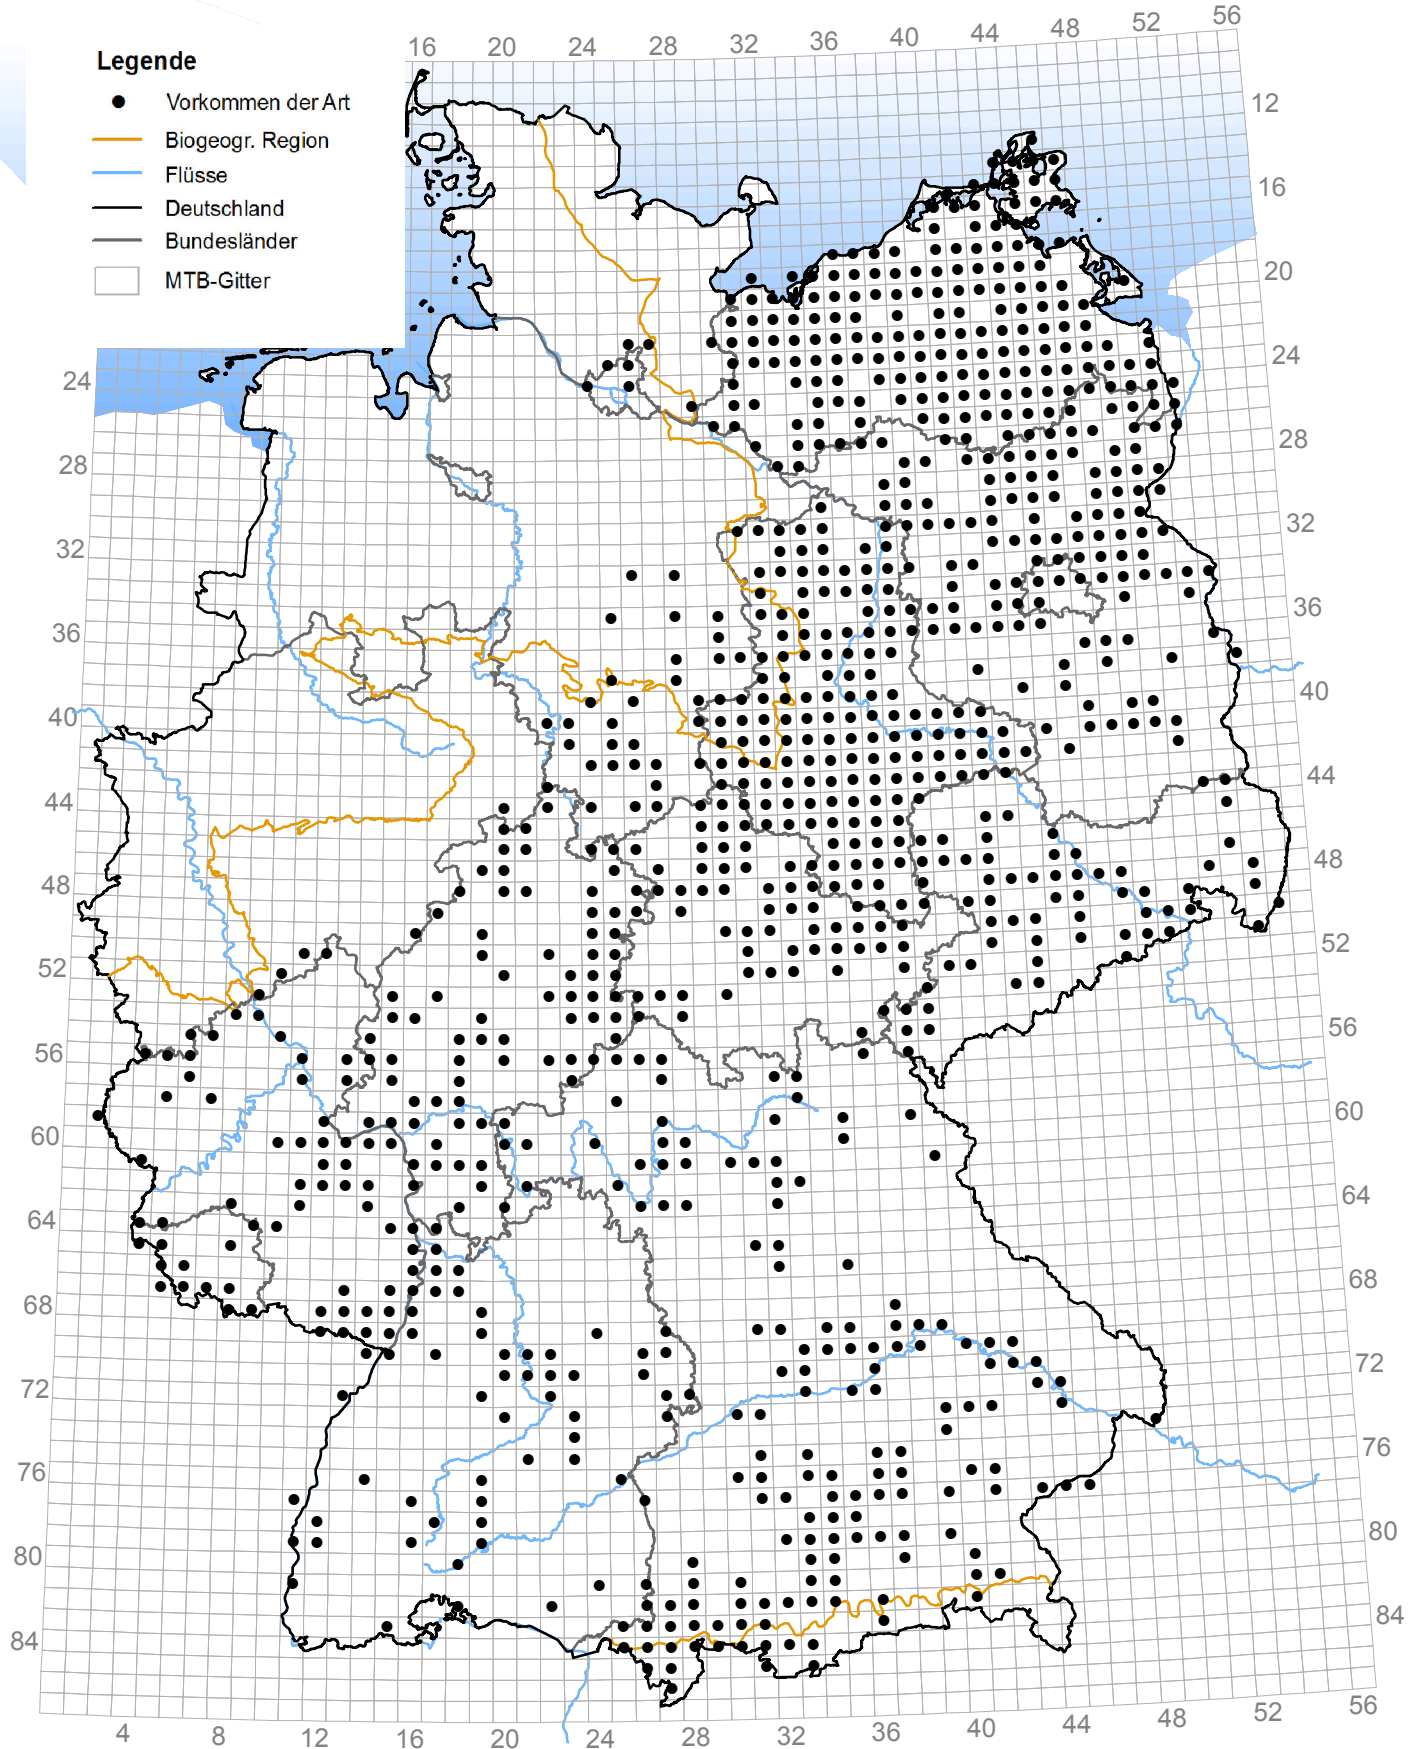 Legende
Vorkommen der Art
Biogeogr. Region
Flüsse
Deutschland
Bundesländer
MTB-Gitter
16 20 24 28 32 36 40 44 48 52 56
12
16
20
24 24
28 28
32 32
36 36
40 40
44 44
48 48
52 52
56 56
60 60
64 64
68 68
72 72
76 76
80 80
84 84
4 8 12 16 20 24 28 32 36 40 44 48 52 56